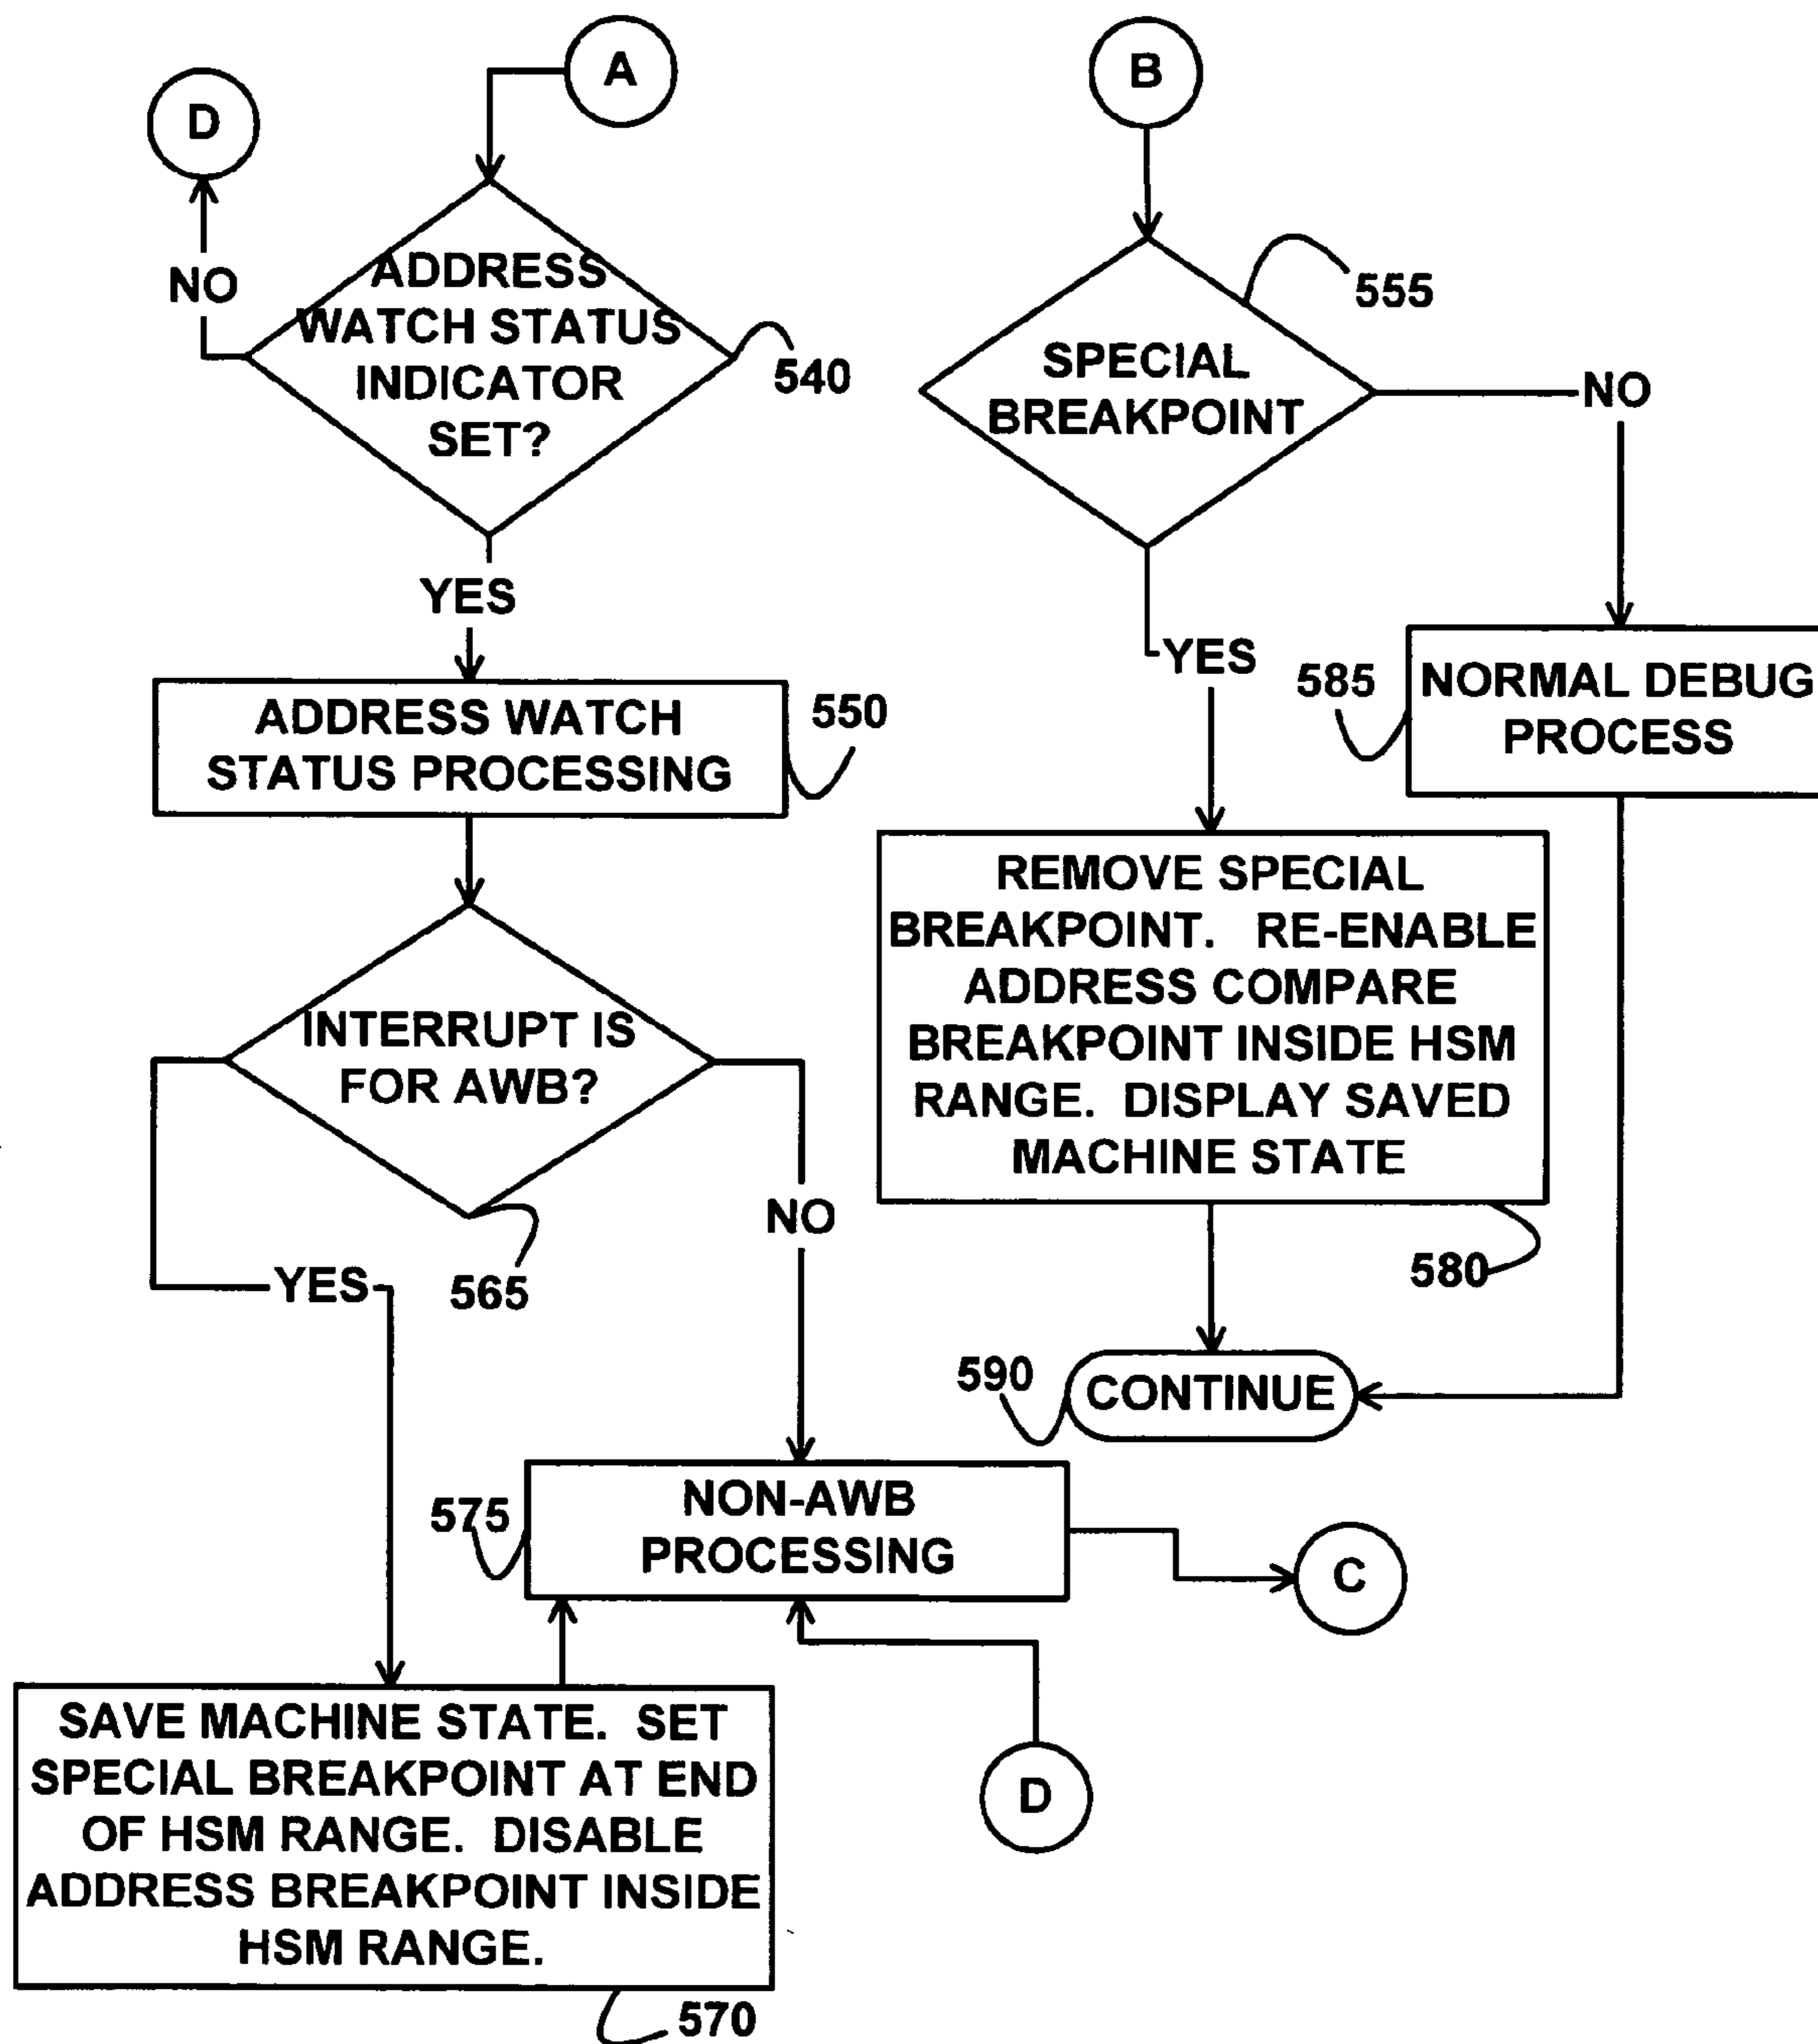 A
B
D
NO
ADDRESS
WATCH STATUS
INDICATOR
SET?
540
555
SPECIAL
BREAKPOINT
NO
YES
YES
ADDRESS WATCH
STATUS PROCESSING
550
585
NORMAL DEBUG
PROCESS
INTERRUPT IS
FOR AWB?
565
YES
NO
REMOVE SPECIAL
BREAKPOINT. RE-ENABLE
ADDRESS COMPARE
BREAKPOINT INSIDE HSM
RANGE. DISPLAY SAVED
MACHINE STATE
580
590
CONTINUE
575
NON-AWB
PROCESSING
C
SAVE MACHINE STATE. SET
SPECIAL BREAKPOINT AT END
OF HSM RANGE. DISABLE
ADDRESS BREAKPOINT INSIDE
HSM RANGE.
570
D